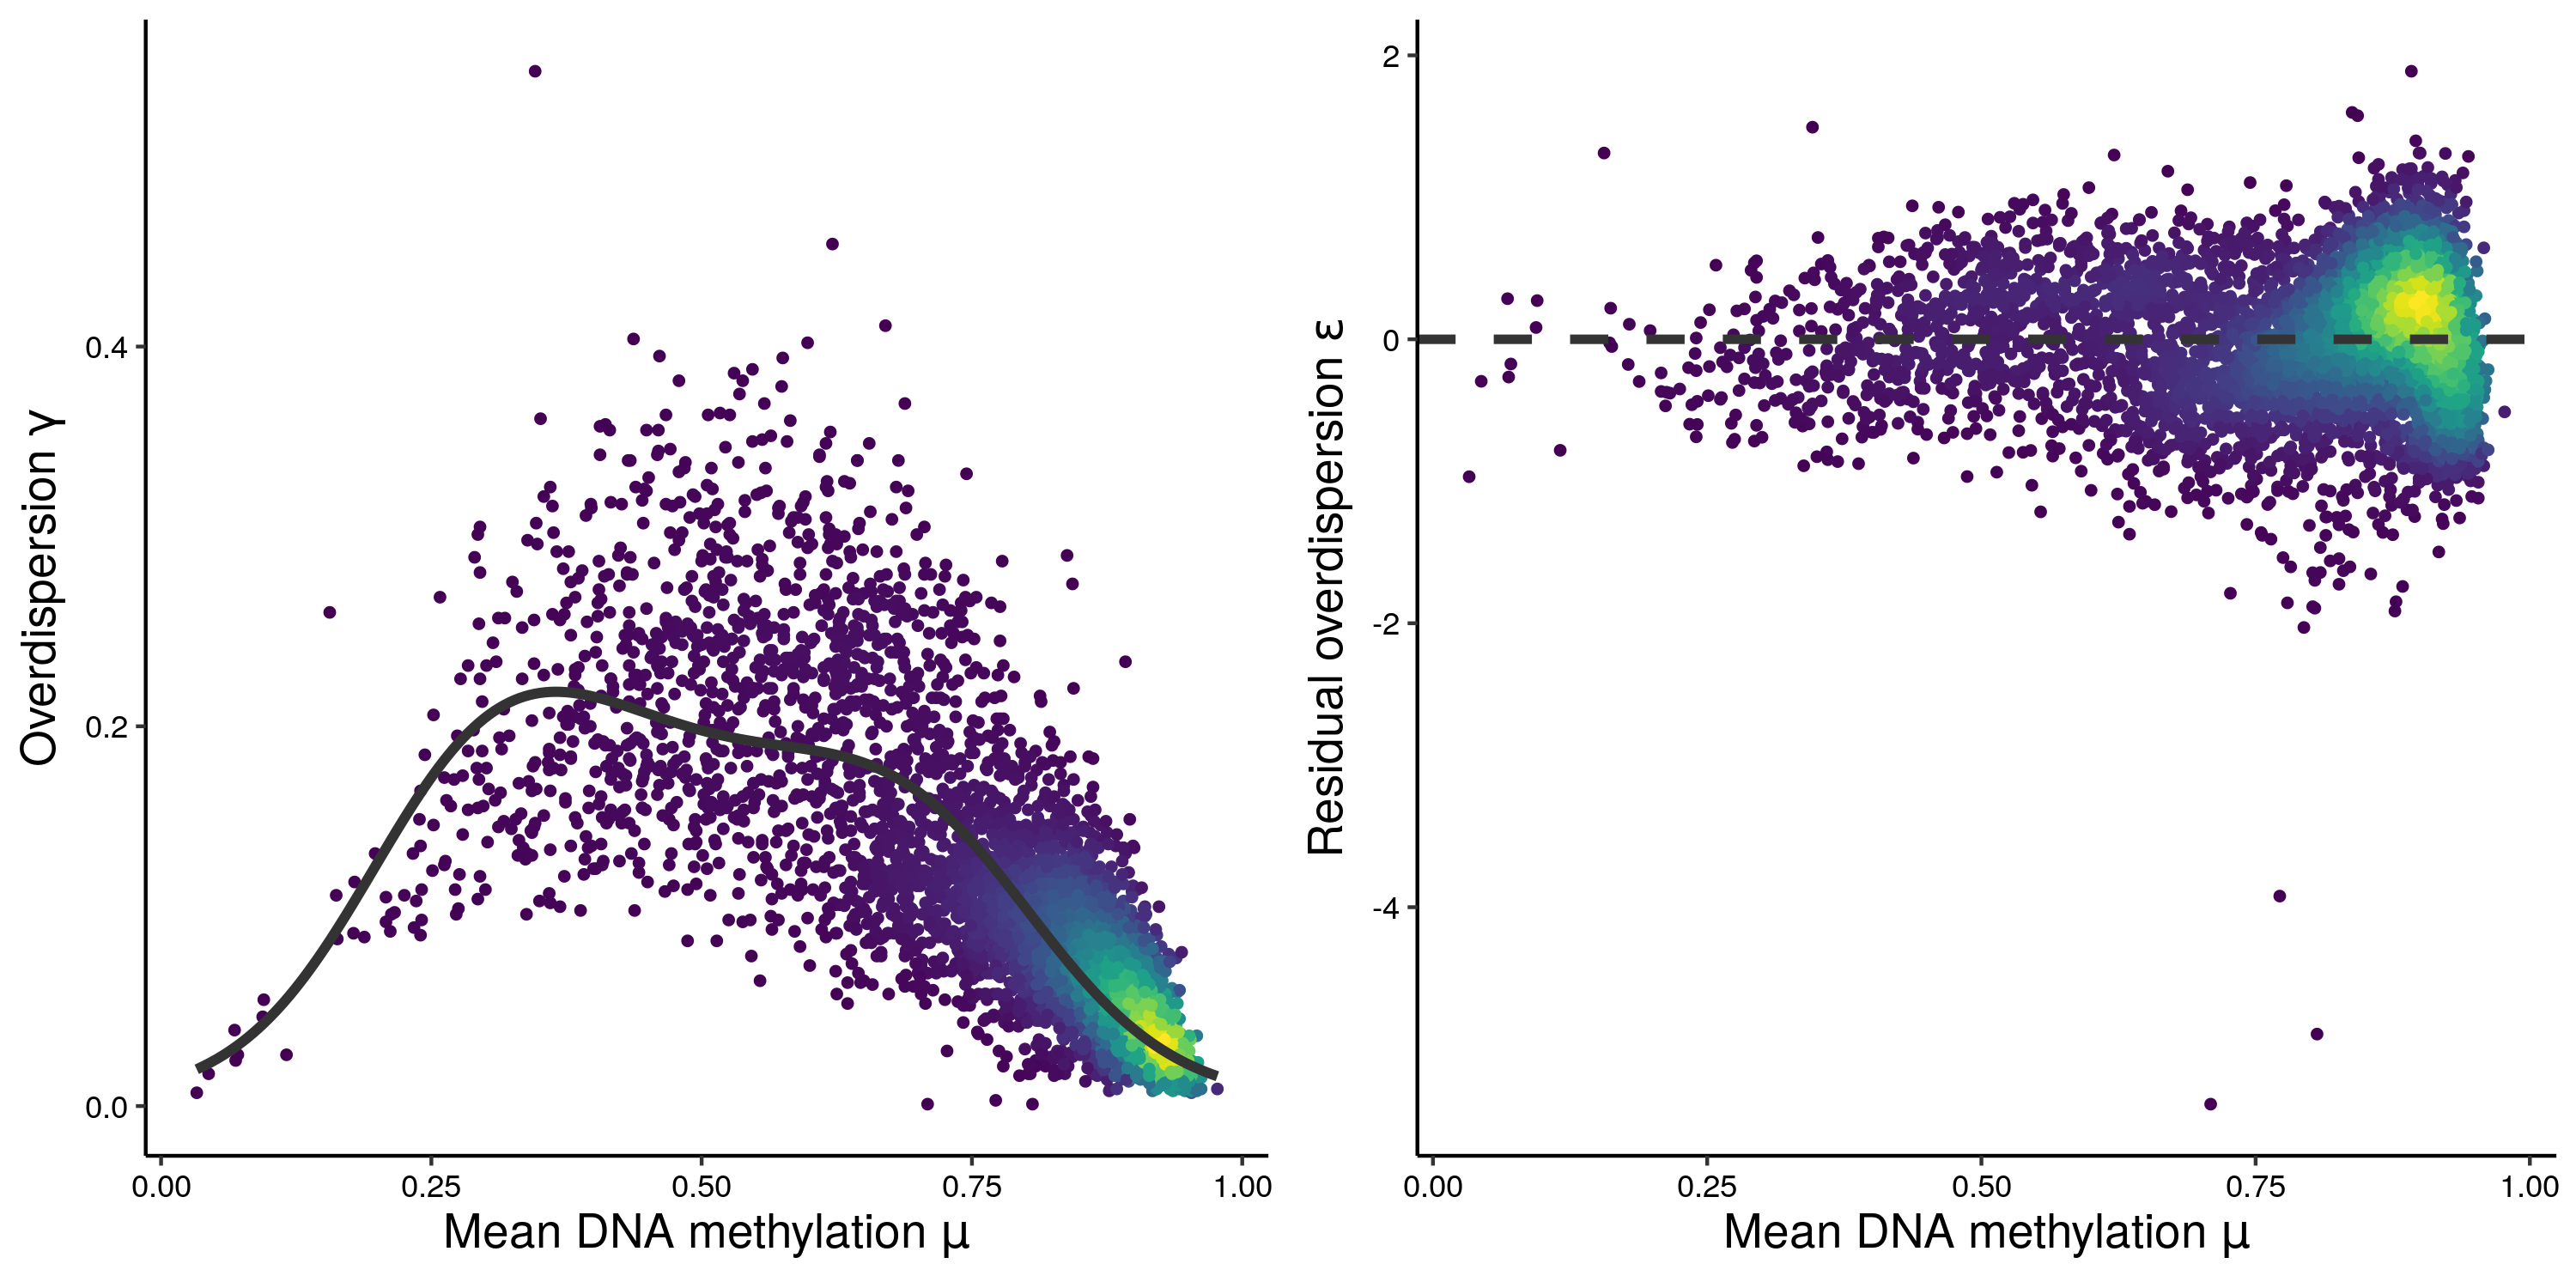 Overdispersion γ
0.4
0.2
0.0
0.00 0.25 0.50 0.75 1.00
Mean DNA methylation μ
Residual overdispersion ε
2
0
-2
-4
0.00 0.25 0.50 0.75 1.00
Mean DNA methylation μ